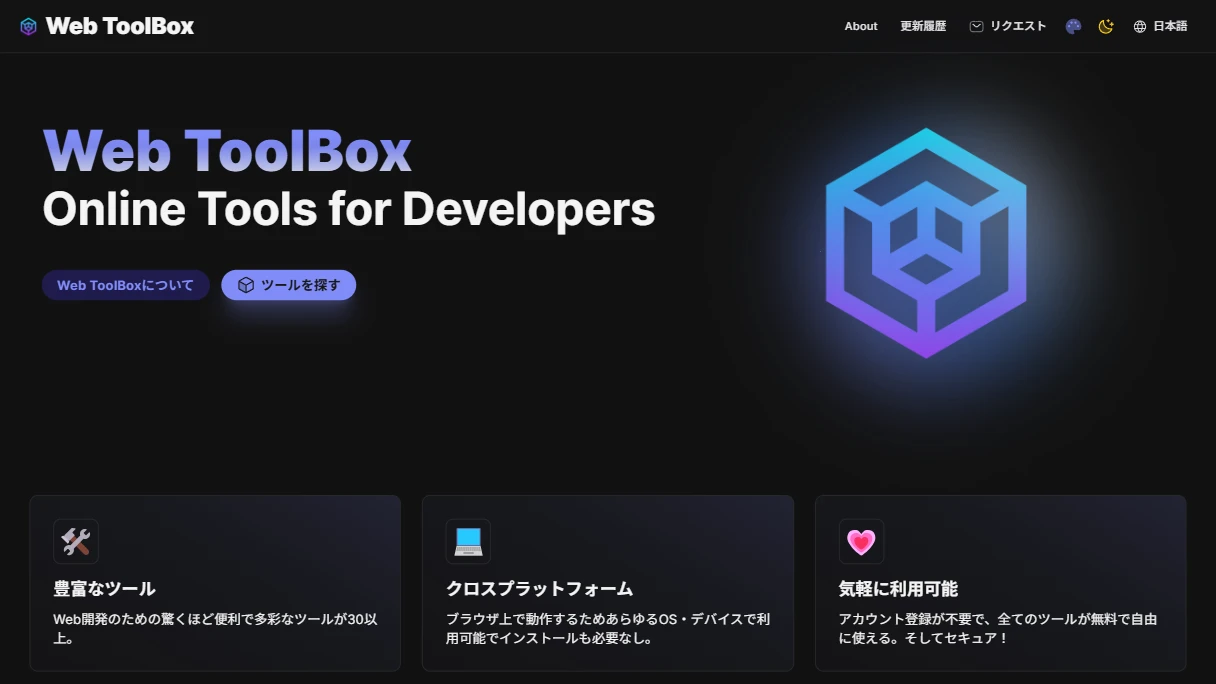 Web ToolBox
About
更新履歴
リクエスト
日本語
Web ToolBox
Online Tools for Developers
Web ToolBoxについて
ツールを探す
豊富なツール
Web開発のための驚くほど便利で多彩なツールが30以
上。
クロスプラットフォーム
ブラウザ上で動作するためあらゆるOS・デバイスで利
用可能でインストールも必要なし。
気軽に利用可能
アカウント登録が不要で、全てのツールが無料で自由
に使える。そしてセキュア！